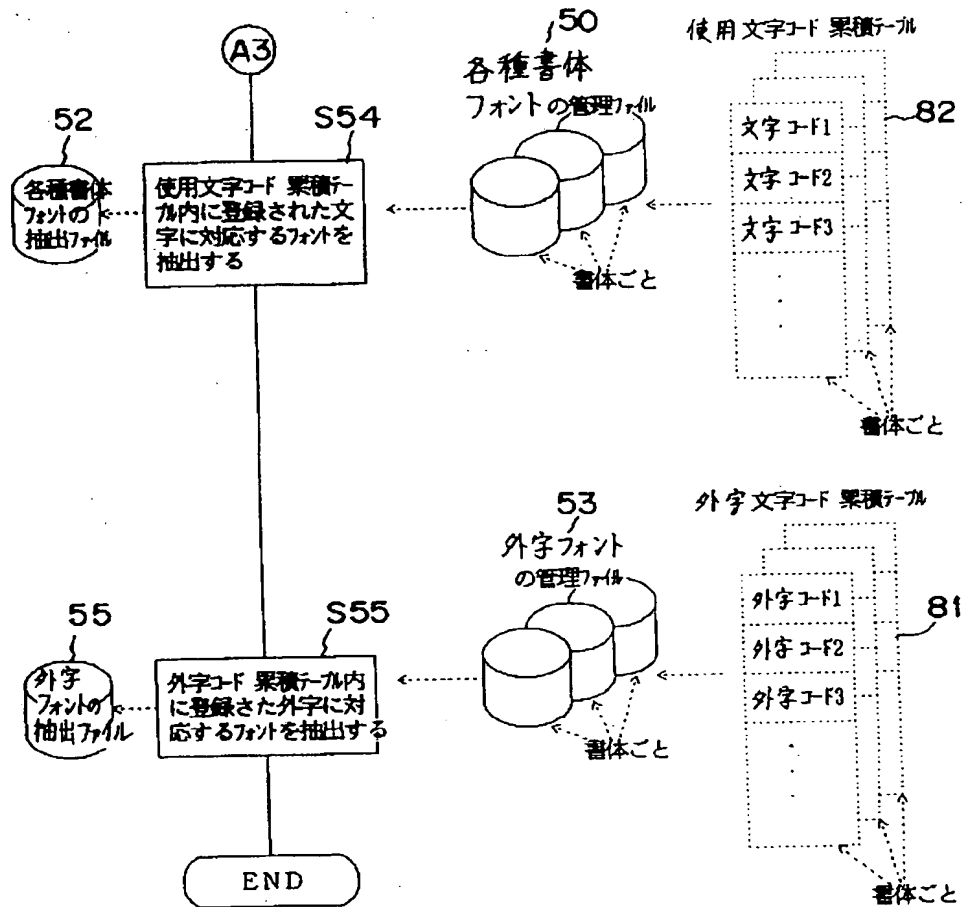 A3
50
各種書体
フォントの管理ファイル
使用文字コード 累積テーブル
82
文字コード1
文字コード2
文字コード3
書体ごと
書体ごと
52
各種書体
フォントの
抽出ファイル
S54
使用文字コード 累積テー
ブル内に登録された文
字に対応するフォントを
抽出する
53
外字フォント
の管理ファイル
外字文字コード 累積テーブル
81
外字コード1
外字コード2
外字コード3
書体ごと
書体ごと
55
外字
フォントの
抽出ファイル
S55
外字コード 累積テーブル内
に登録さた外字に対
応するフォントを抽出する
END